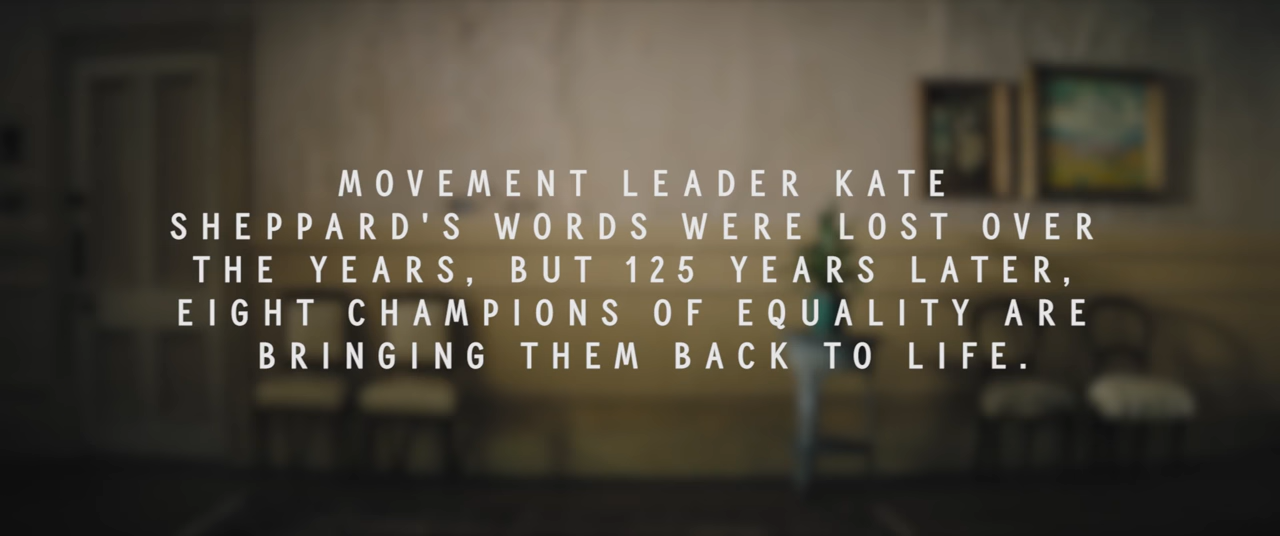 MOVEMENT LEADER KATE
SHEPPARD'S WORDS WERE LOST OVER
THE YEARS, BUT 125 YEARS LATER,
EIGHT CHAMPIONS OF EQUALITY ARE
BRINGING THEM BACK TO LIFE.